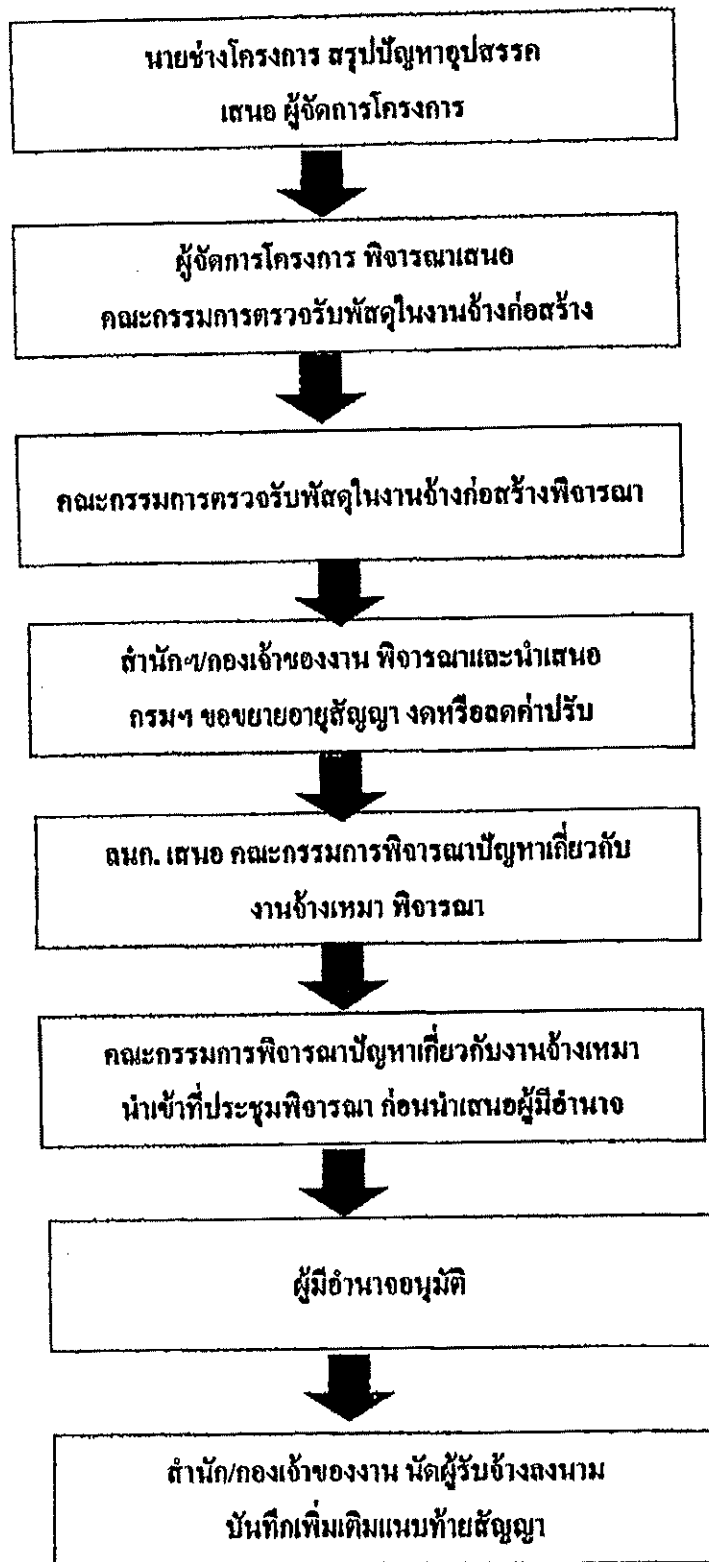 นายช่างโครงการ สรุปปัญหาอุปสรรค
เสนอ ผู้จัดการโครงการ
ผู้จัดการโครงการ พิจารณาเสนอ
คณะกรรมการตรวจรับพัสดุในงานจ้างก่อสร้าง
คณะกรรมการตรวจรับพัสดุในงานจ้างก่อสร้างพิจารณา
สำนักฯ/กองเจ้าของงาน พิจารณาและนำเสนอ
กรมฯ ขอขยายอายุสัญญา งดหรือลดค่าปรับ
ลนก. เสนอ คณะกรรมการพิจารณาปัญหาเกี่ยวกับ
งานจ้างเหมา พิจารณา
คณะกรรมการพิจารณาปัญหาเกี่ยวกับงานจ้างเหมา
นำเข้าที่ประชุมพิจารณา ก่อนนำเสนอผู้มีอำนาจ
ผู้มีอำนาจอนุมัติ
สำนัก/กองเจ้าของงาน นัดผู้รับจ้างลงนาม
บันทึกเพิ่มเติมแนบท้ายสัญญา